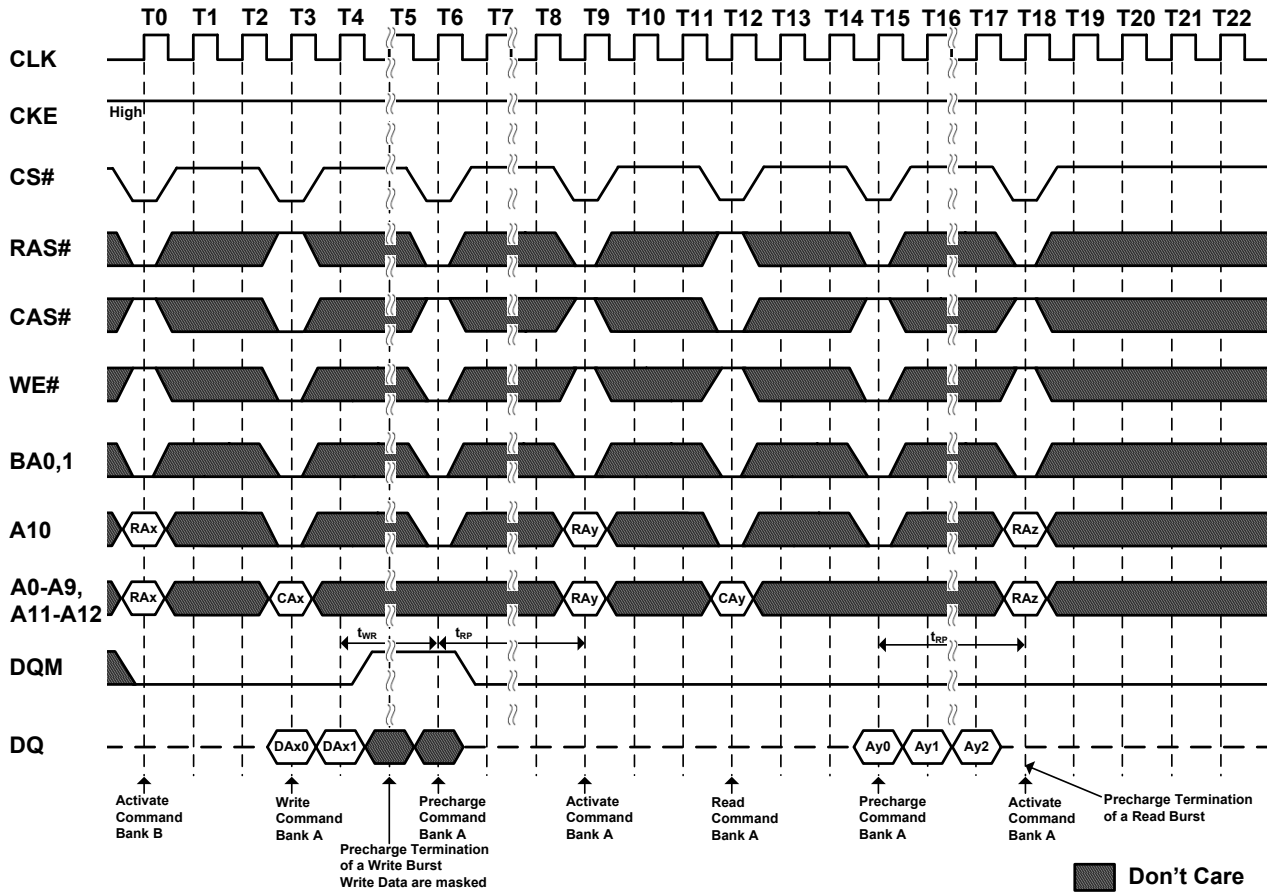 T0 T1 T2 T3 T4 T5 T6 T7 T8 T9 T10 T11 T12 T13 T14 T15 T16 T17 T18 T19 T20 T21 T22
CLK
CKE High
CS#
RAS#
CAS#
WE#
BA0,1
A10 RAx RAy RAz
A0-A9,
A11-A12 RAx CAx RAy CAy RAz
tWR tRP tRP
DQM
DQ DAx0 DAx1 Ay0 Ay1 Ay2
Activate
Command
Bank B
Write
Command
Bank A
Precharge Termination
of a Write Burst
Write Data are masked
Precharge
Command
Bank A
Activate
Command
Bank A
Read
Command
Bank A
Precharge
Command
Bank A
Activate
Command
Bank A
Precharge Termination
of a Read Burst
Don't Care